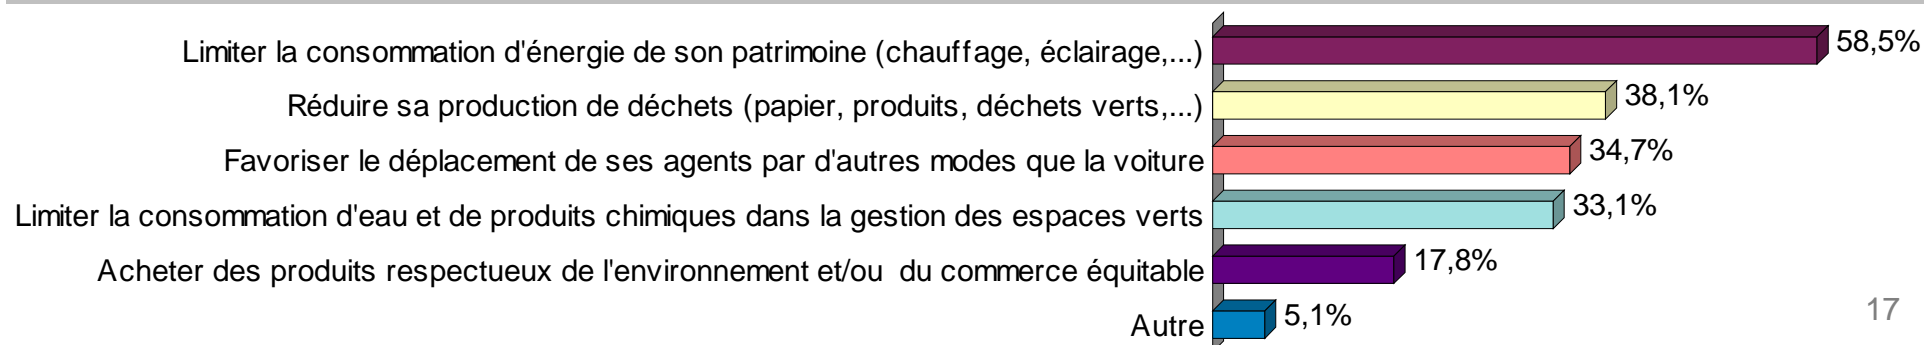 Limiter la consommation d'énergie de son patrimoine (chauffage, éclairage,...) 58,5%
Réduire sa production de déchets (papier, produits, déchets verts,...) 38,1%
Favoriser le déplacement de ses agents par d'autres modes que la voiture 34,7%
Limiter la consommation d'eau et de produits chimiques dans la gestion des espaces verts 33,1%
Acheter des produits respectueux de l'environnement et/ou du commerce équitable 17,8%
Autre 5,1%
17